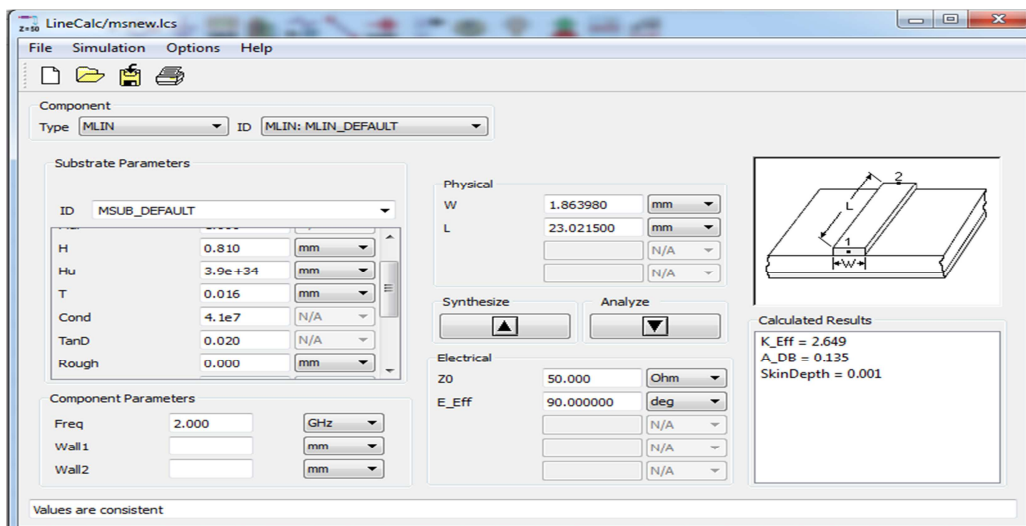 Z=50 LineCalc/msnew.lcs
File Simulation Options Help
Component
Type MLIN ID MLIN: MLIN_DEFAULT
Substrate Parameters
ID MSUB_DEFAULT
H 0.810 mm
Hu 3.9e+34 mm
T 0.016 mm
Cond 4.1e7 N/A
TanD 0.020 N/A
Rough 0.000 mm
Component Parameters
Freq 2.000 GHz
Wall1 mm
Wall2 mm
Physical
W 1.863980 mm
L 23.021500 mm
N/A
N/A
Synthesize Analyze
Electrical
Z0 50.000 Ohm
E_Eff 90.000000 deg
N/A
N/A
N/A
2
L
1
W
Calculated Results
K_Eff = 2.649
A_DB = 0.135
SkinDepth = 0.001
Values are consistent